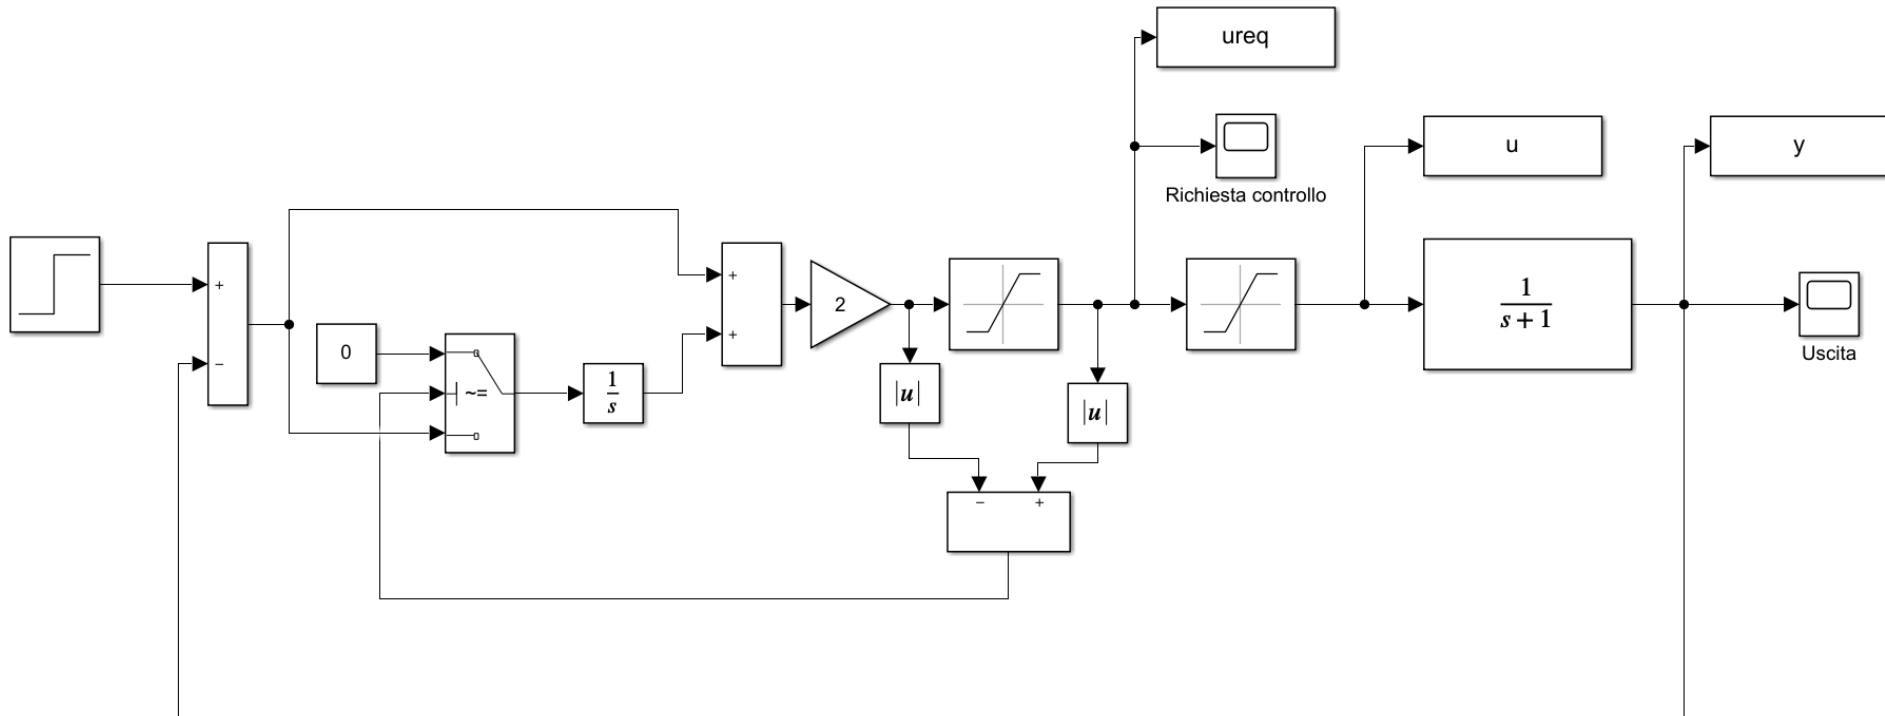 ureq
u
y
Richiesta controllo
+
−
0
~=
1
s
+
+
2
|u|
|u|
−
+
1
s + 1
Uscita